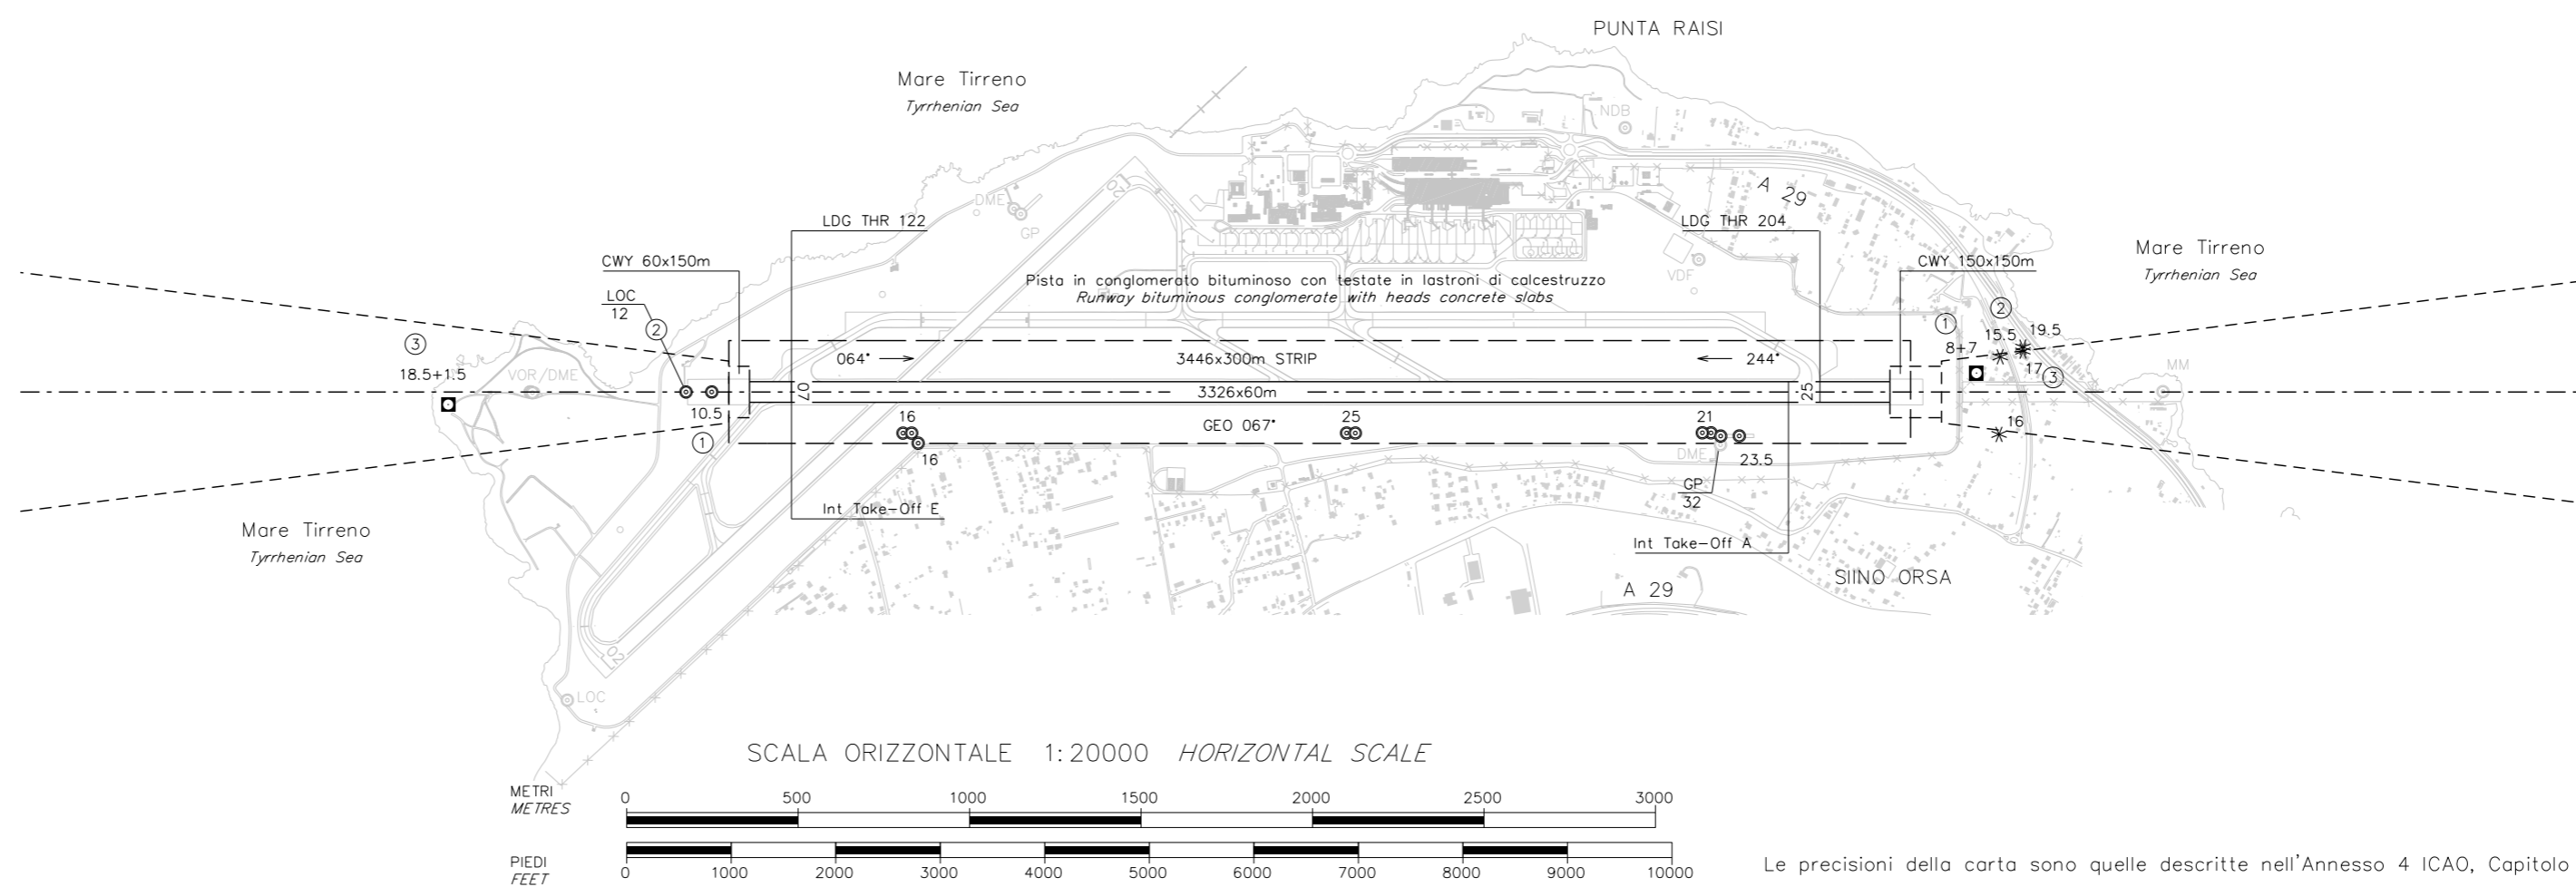 PUNTA RAISI
Mare Tirreno
Tyrrhenian Sea
NDB
A 29
DME
GP
02
LDG THR 122
LDG THR 204
Mare Tirreno
Tyrrhenian Sea
CWY 60x150m
CWY 150x150m
VDF
Pista in conglomerato bituminoso con testate in lastroni di calcestruzzo
Runway bituminous conglomerate with heads concrete slabs
LOC
12
2
2
1
3
15.5
19.5
8+7
064°
3446x300m STRIP
244°
18.5+1.5
VOR/DME
17
3
MM
07
3326x60m
25
10.5
1
16
GEO 067°
25
21
16
16
DME
23.5
GP
32
Int Take-Off E
Mare Tirreno
Tyrrhenian Sea
Int Take-Off A
SIINO ORSA
A 29
02
LOC
SCALA ORIZZONTALE 1:20000 HORIZONTAL SCALE
METRI
METRES
0 500 1000 1500 2000 2500 3000
PIEDI
FEET
0 1000 2000 3000 4000 5000 6000 7000 8000 9000 10000
Le precisioni della carta sono quelle descritte nell'Annesso 4 ICAO, Capitolo